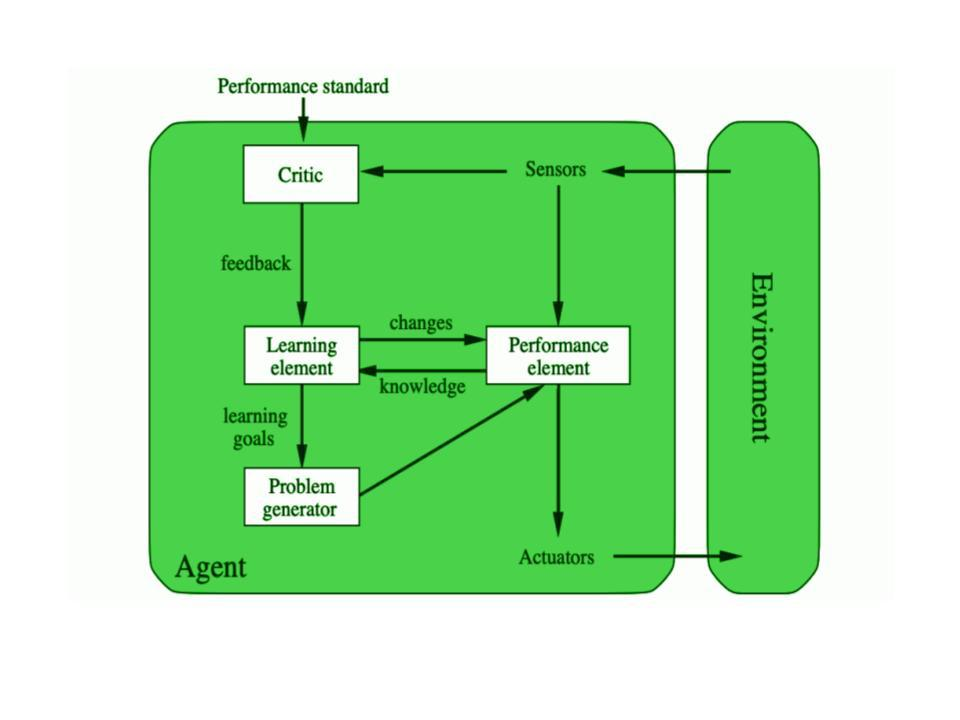 Performance standard
Critic
Sensors
feedback
changes
Learning
element
Performance
element
knowledge
learning
goals
Problem
generator
Agent
Actuators
Environment